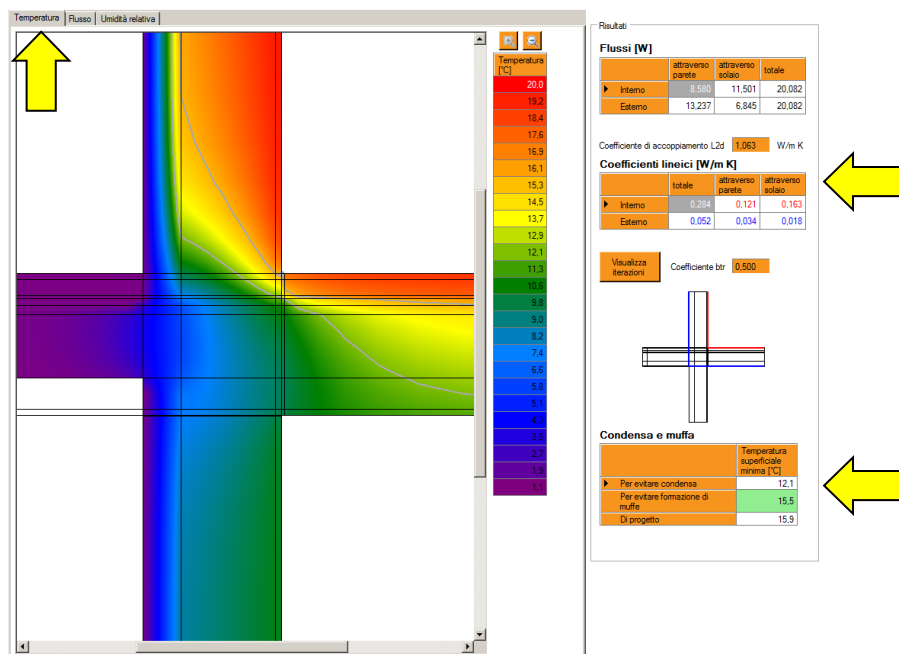 Temperatura Flusso Umidità relativa
Temperatura
[°C]
20,0
19,2
18,4
17,6
16,9
16,1
15,3
14,5
13,7
12,9
12,1
11,3
10,6
9,8
9,0
8,2
7,4
6,6
5,8
5,1
4,3
3,5
2,7
1,9
1,1
Risultati
Flussi [W]
attraverso parete attraverso solaio totale
Interno 8,580 11,501 20,082
Esterno 13,237 6,845 20,082
Coefficiente di accoppiamento L2d 1,063 W/m K
Coefficienti lineici [W/m K]
totale attraverso parete attraverso solaio
Interno 0,284 0,121 0,163
Esterno 0,052 0,034 0,018
Visualizza
iterazioni
Coefficiente btr 0,500
Condensa e muffa
Temperatura
superficiale
minima [°C]
Per evitare condensa 12,1
Per evitare formazione di
muffe 15,5
Di progetto 15,9